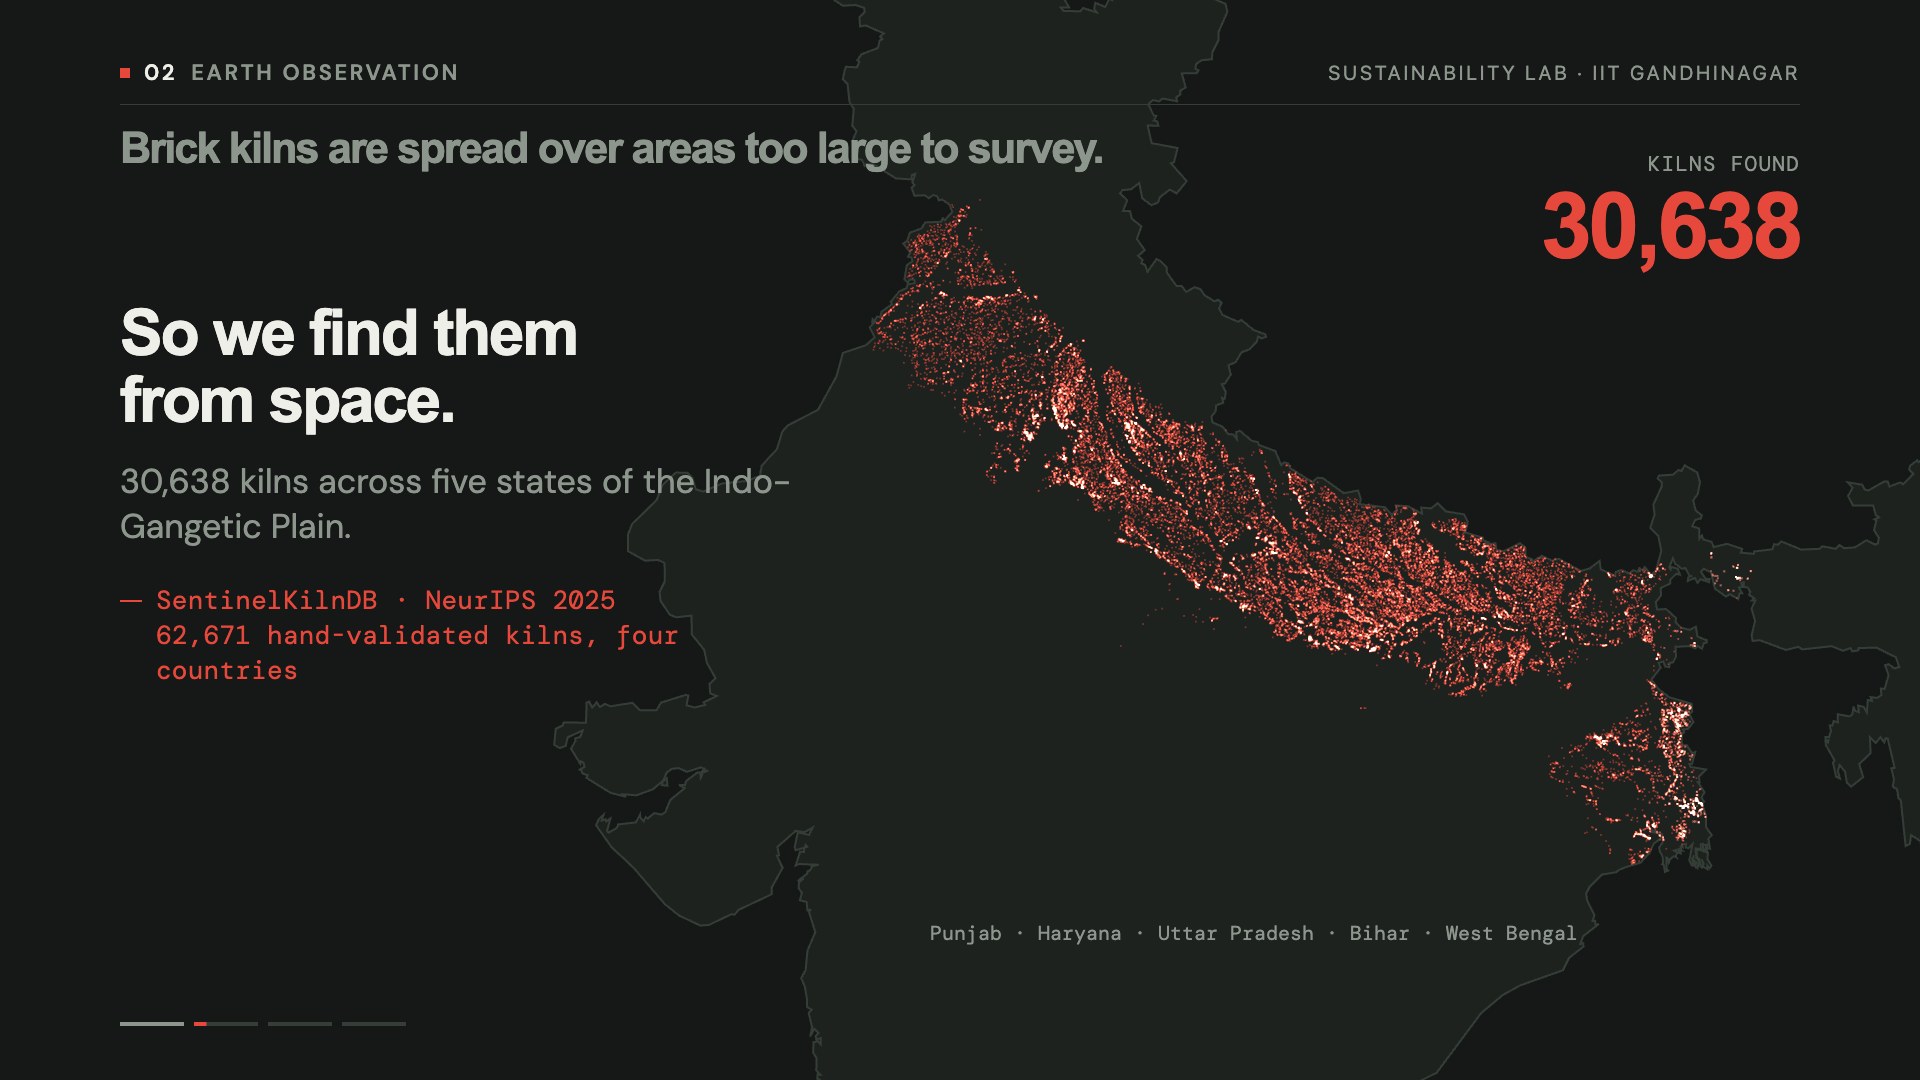 02 EARTH OBSERVATION
SUSTAINABILITY LAB · IIT GANDHINAGAR
Brick kilns are spread over areas too large to survey.
KILNS FOUND
30,638
So we find them
from space.
30,638 kilns across five states of the Indo-
Gangetic Plain.
— SentinelKilnDB · NeurIPS 2025
62,671 hand-validated kilns, four
countries
Punjab · Haryana · Uttar Pradesh · Bihar · West Bengal